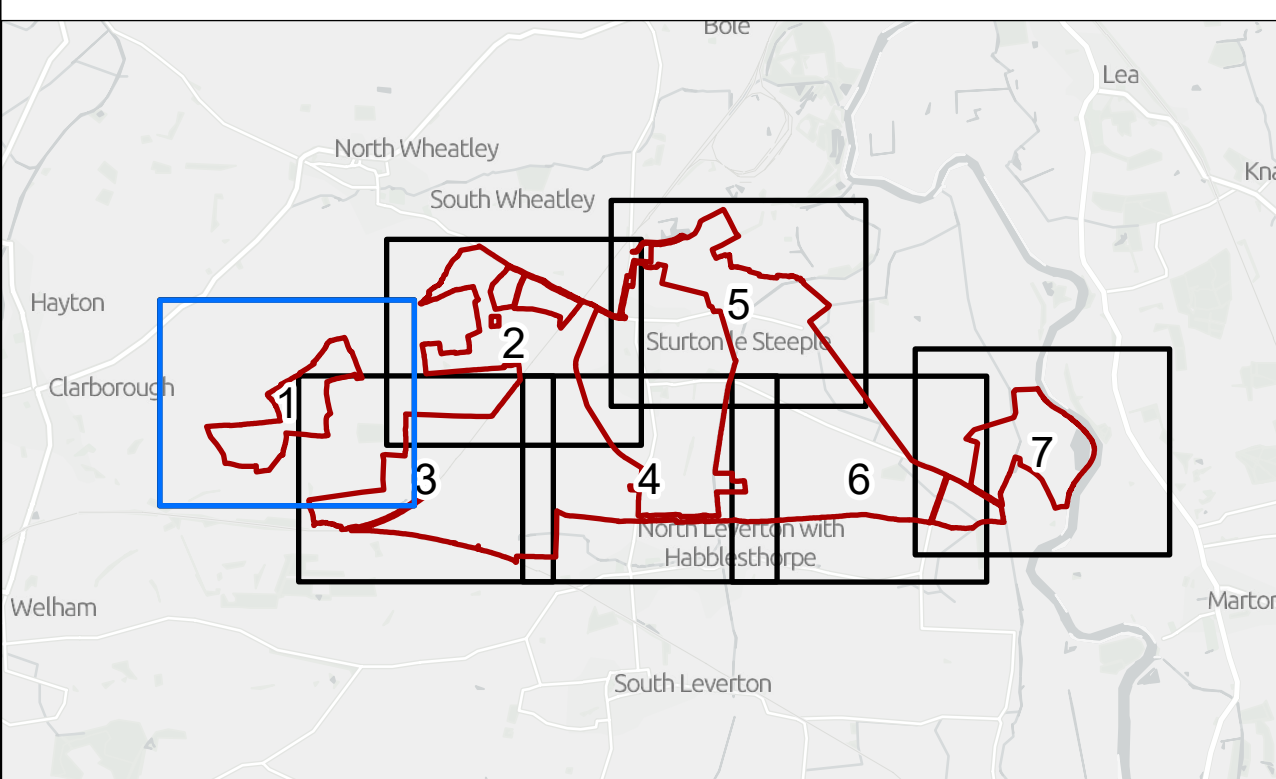 Bole
Lea
North Wheatley
Kna
South Wheatley
Hayton
5
Sturton le Steeple
2
Clarborough
1
7
3
4
6
North Leverton with
Habblesthorpe
Welham
Marton
South Leverton